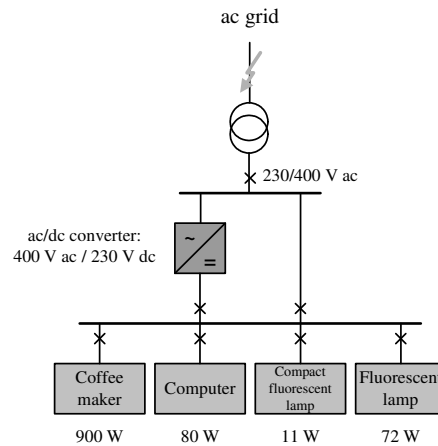 ac grid
230/400 V ac
ac/dc converter:
400 V ac / 230 V dc
~
=
Coffee
maker
Computer
Compact
fluorescent
lamp
Fluorescent
lamp
900 W
80 W
11 W
72 W